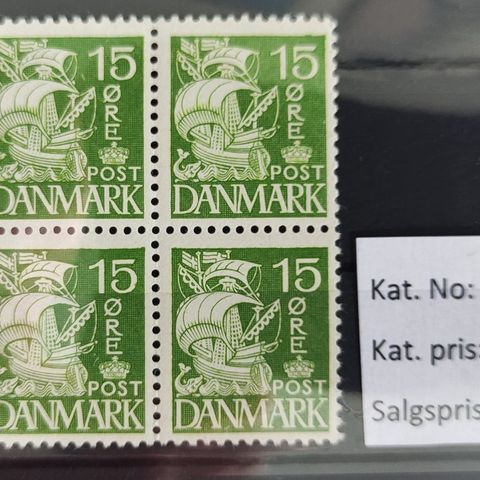 15 15
ØRE ØRE
POST POST
DANMARK DANMARK
15 15
ØRE ØRE
POST POST
DANMARK DANMARK
Kat. No:
Kat. pris:
Salgspris